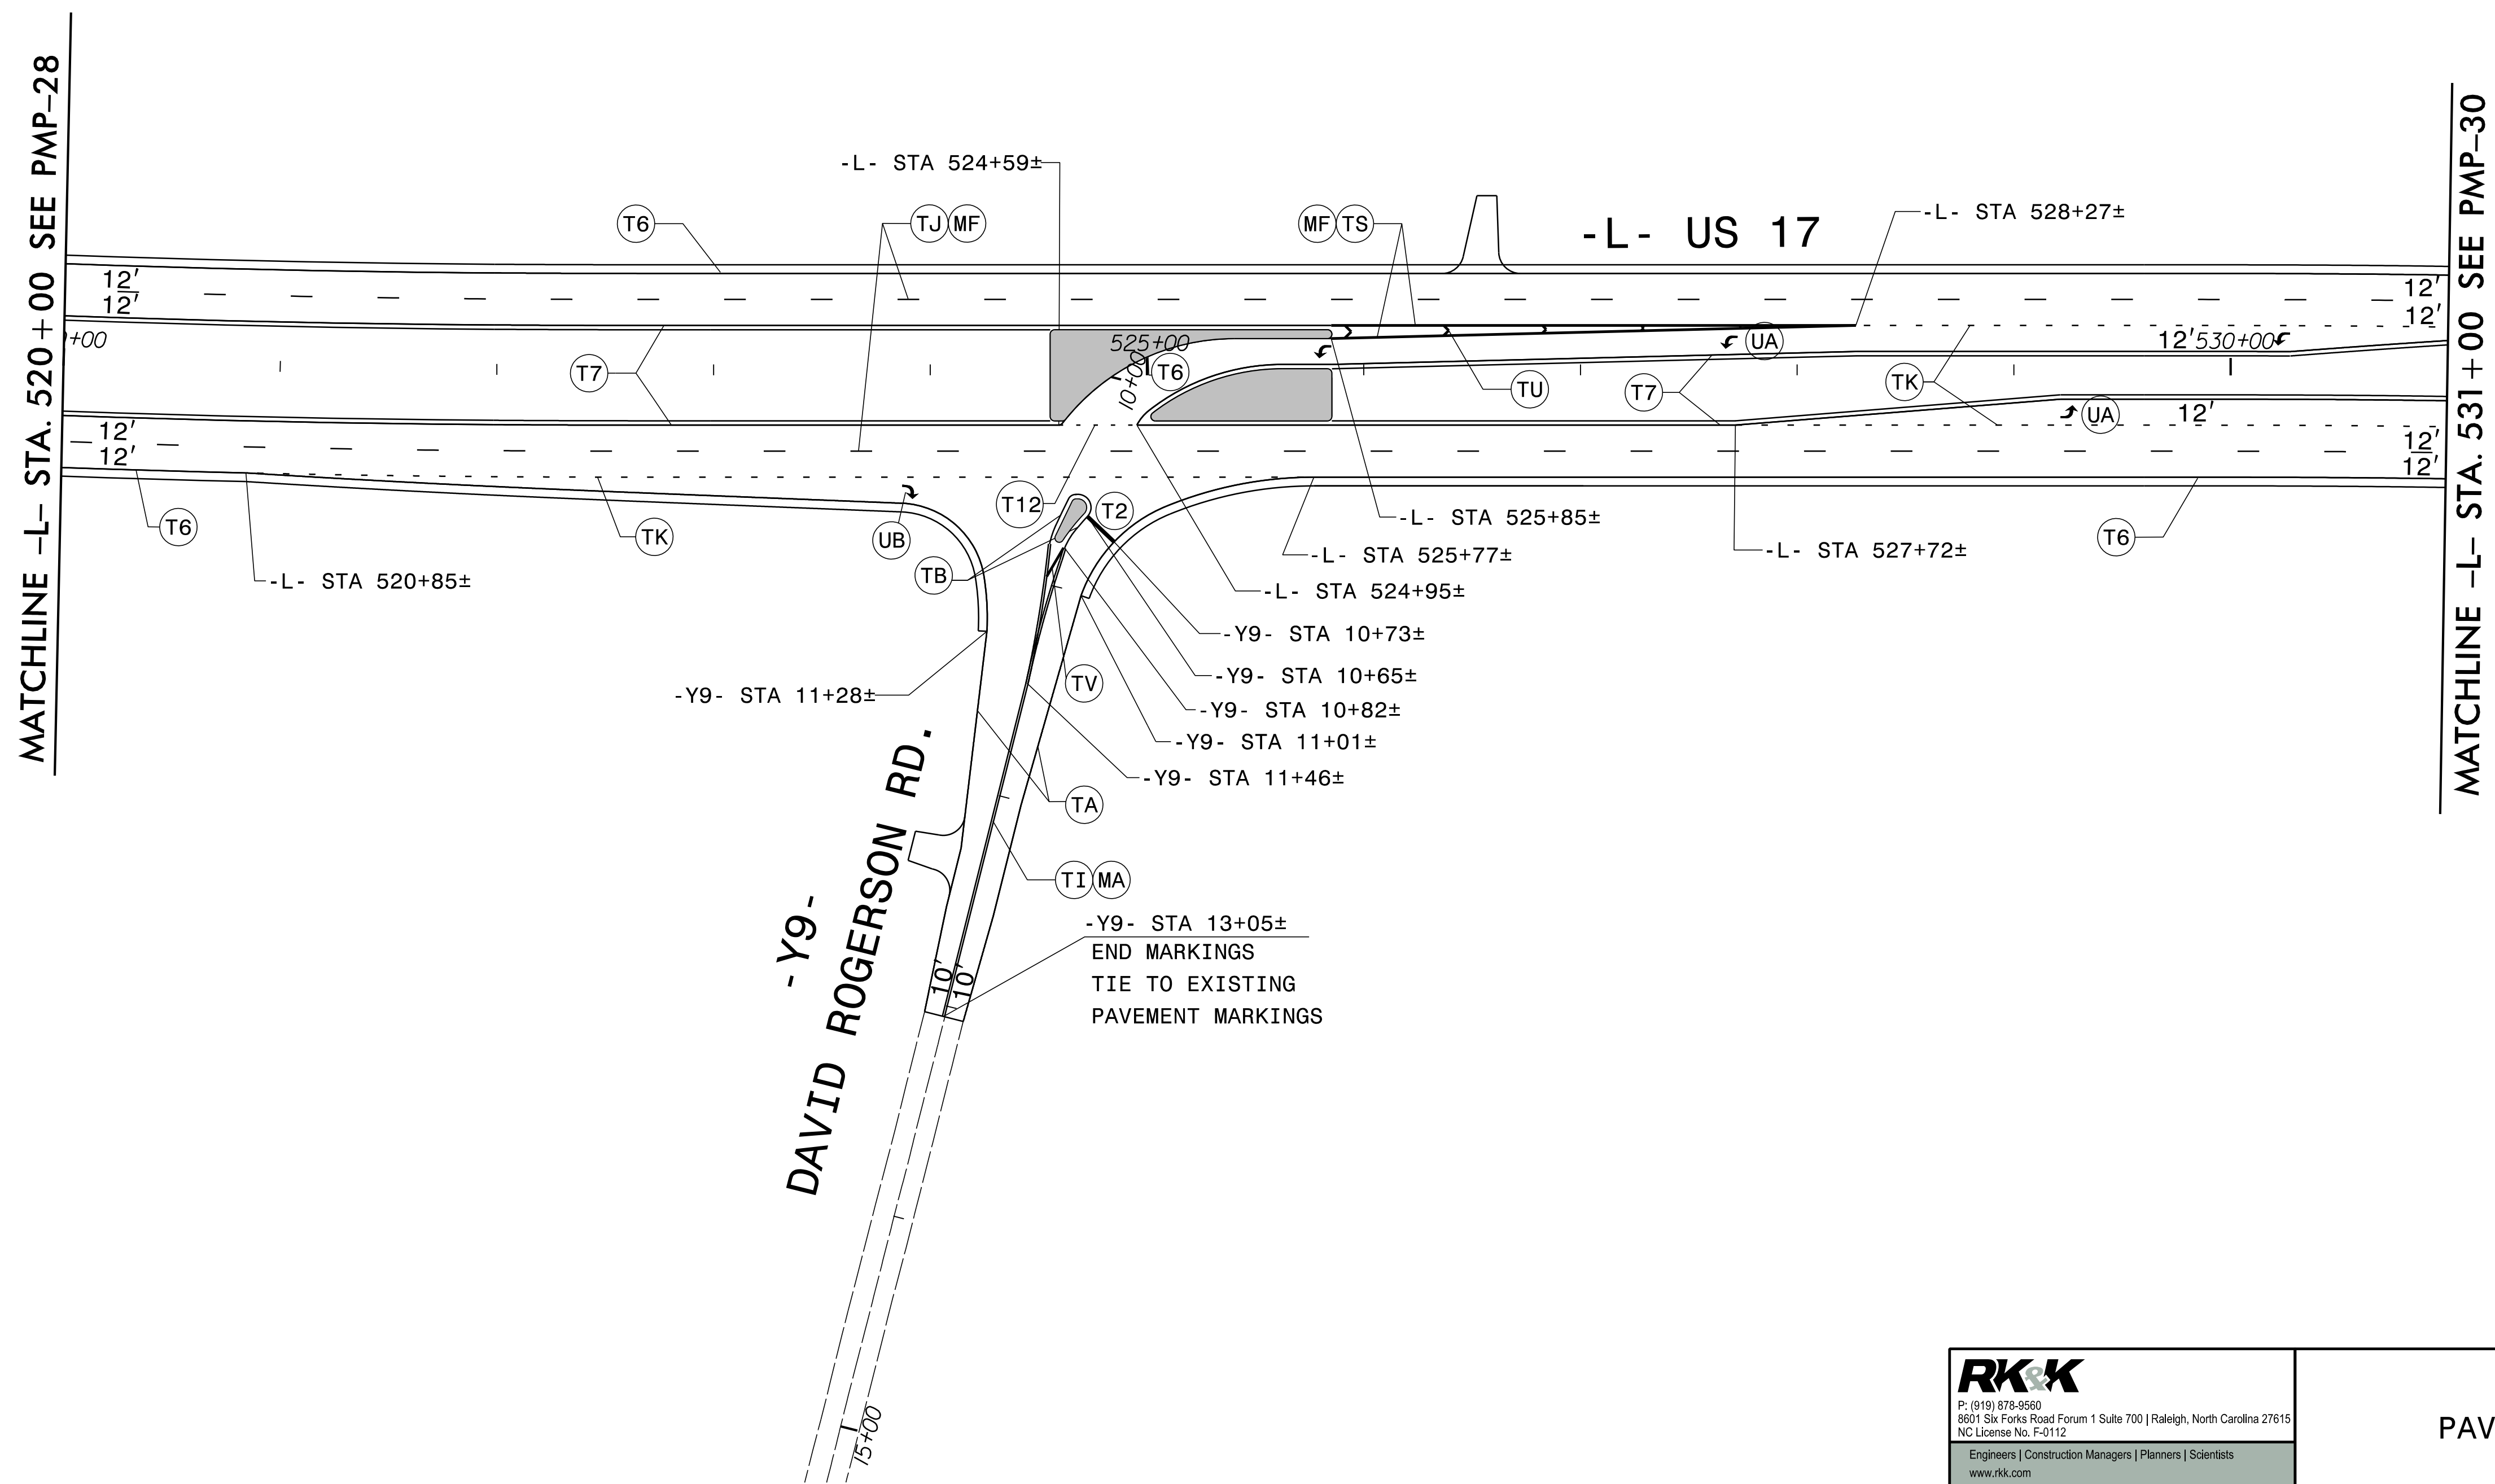 MATCHLINE –L– STA. 520+00 SEE PMP–28
MATCHLINE –L– STA. 531+00 SEE PMP–30
-L- STA 524+59±
T6
TJ MF
MF TS
-L- US 17
-L- STA 528+27±
12'
12'
12'
12'
+00
525+00
UA
12' 530+00
T7
10+00
T6
TU
T7
TK
12'
12'
UA
12'
12'
12'
T6
TK
UB
T12
T2
TB
-L- STA 525+85±
-L- STA 525+77±
-L- STA 527+72±
T6
-L- STA 520+85±
-L- STA 524+95±
-Y9- STA 10+73±
-Y9- STA 10+65±
-Y9- STA 11+28±
TV
-Y9- STA 10+82±
-Y9- STA 11+01±
-Y9- STA 11+46±
TA
TI MA
-Y9-
DAVID ROGERSON RD.
-Y9- STA 13+05±
END MARKINGS
TIE TO EXISTING
PAVEMENT MARKINGS
10'
10'
15+00
RK&K
P: (919) 878-9560
8601 Six Forks Road Forum 1 Suite 700 | Raleigh, North Carolina 27615
NC License No. F-0112
Engineers | Construction Managers | Planners | Scientists
www.rkk.com
PAV